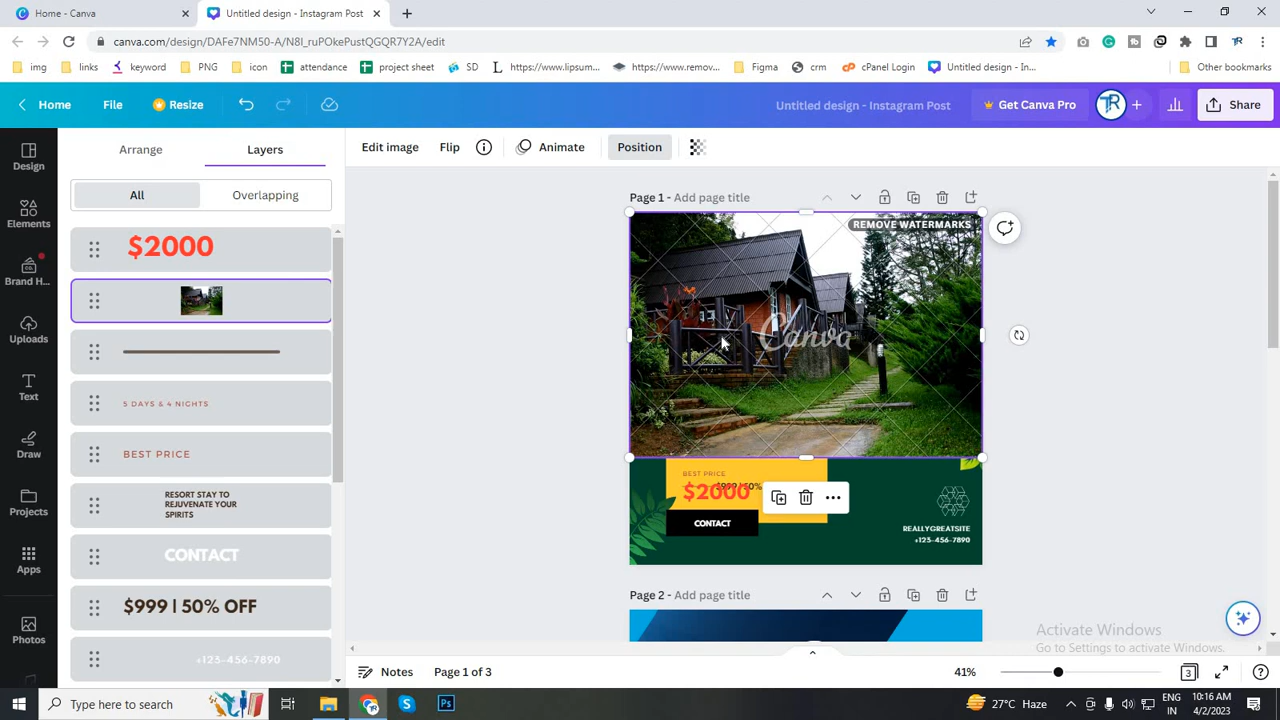 Home - Canva
Untitled design - Instagram Post
canva.com/design/DAFe7NM50-A/N8I_ruPOkePustQGQR7Y2A/edit
img
links
keyword
PNG
icon
attendance
project sheet
SD
https://www.lipsum...
https://www.remov...
Figma
crm
cPanel Login
Untitled design - In...
Other bookmarks
Home
File
Resize
Untitled design - Instagram Post
Get Canva Pro
Share
Design
Elements
Brand H...
Uploads
Text
Draw
Projects
Apps
Photos
Arrange
Layers
All
Overlapping
$2000
5 DAYS & 4 NIGHTS
BEST PRICE
RESORT STAY TO
REJUVENATE YOUR
SPIRITS
CONTACT
$999 | 50% OFF
+123-456-7890
Edit image
Flip
Animate
Position
Page 1 - Add page title
REMOVE WATERMARKS
Canva
BEST PRICE
$999 | 50%
$2000
CONTACT
REALLYGREATSITE
+123-456-7890
Page 2 - Add page title
Activate Windows
Go to Settings to activate Windows.
Notes
Page 1 of 3
41%
3
Type here to search
Ps
27°C Haze
ENG
IN
10:16 AM
4/2/2023